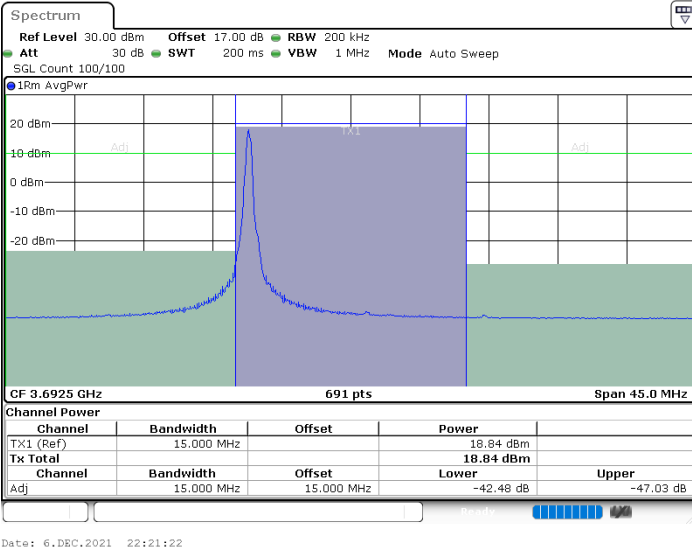 Spectrum
Ref Level 30.00 dBm Offset 17.00 dB RBW 200 kHz
Att 30 dB SWT 200 ms VBW 1 MHz Mode Auto Sweep
SGL Count 100/100
1Rm AvgPwr
20 dBm
TX1
Adj
Adj
10 dBm
0 dBm
-10 dBm
-20 dBm
CF 3.6925 GHz 691 pts Span 45.0 MHz
Channel Power
Channel Bandwidth Offset Power
TX1 (Ref) 15.000 MHz 18.84 dBm
Tx Total 18.84 dBm
Channel Bandwidth Offset Lower Upper
Adj 15.000 MHz 15.000 MHz -42.48 dB -47.03 dB
Ready
Date: 6.DEC.2021 22:21:22